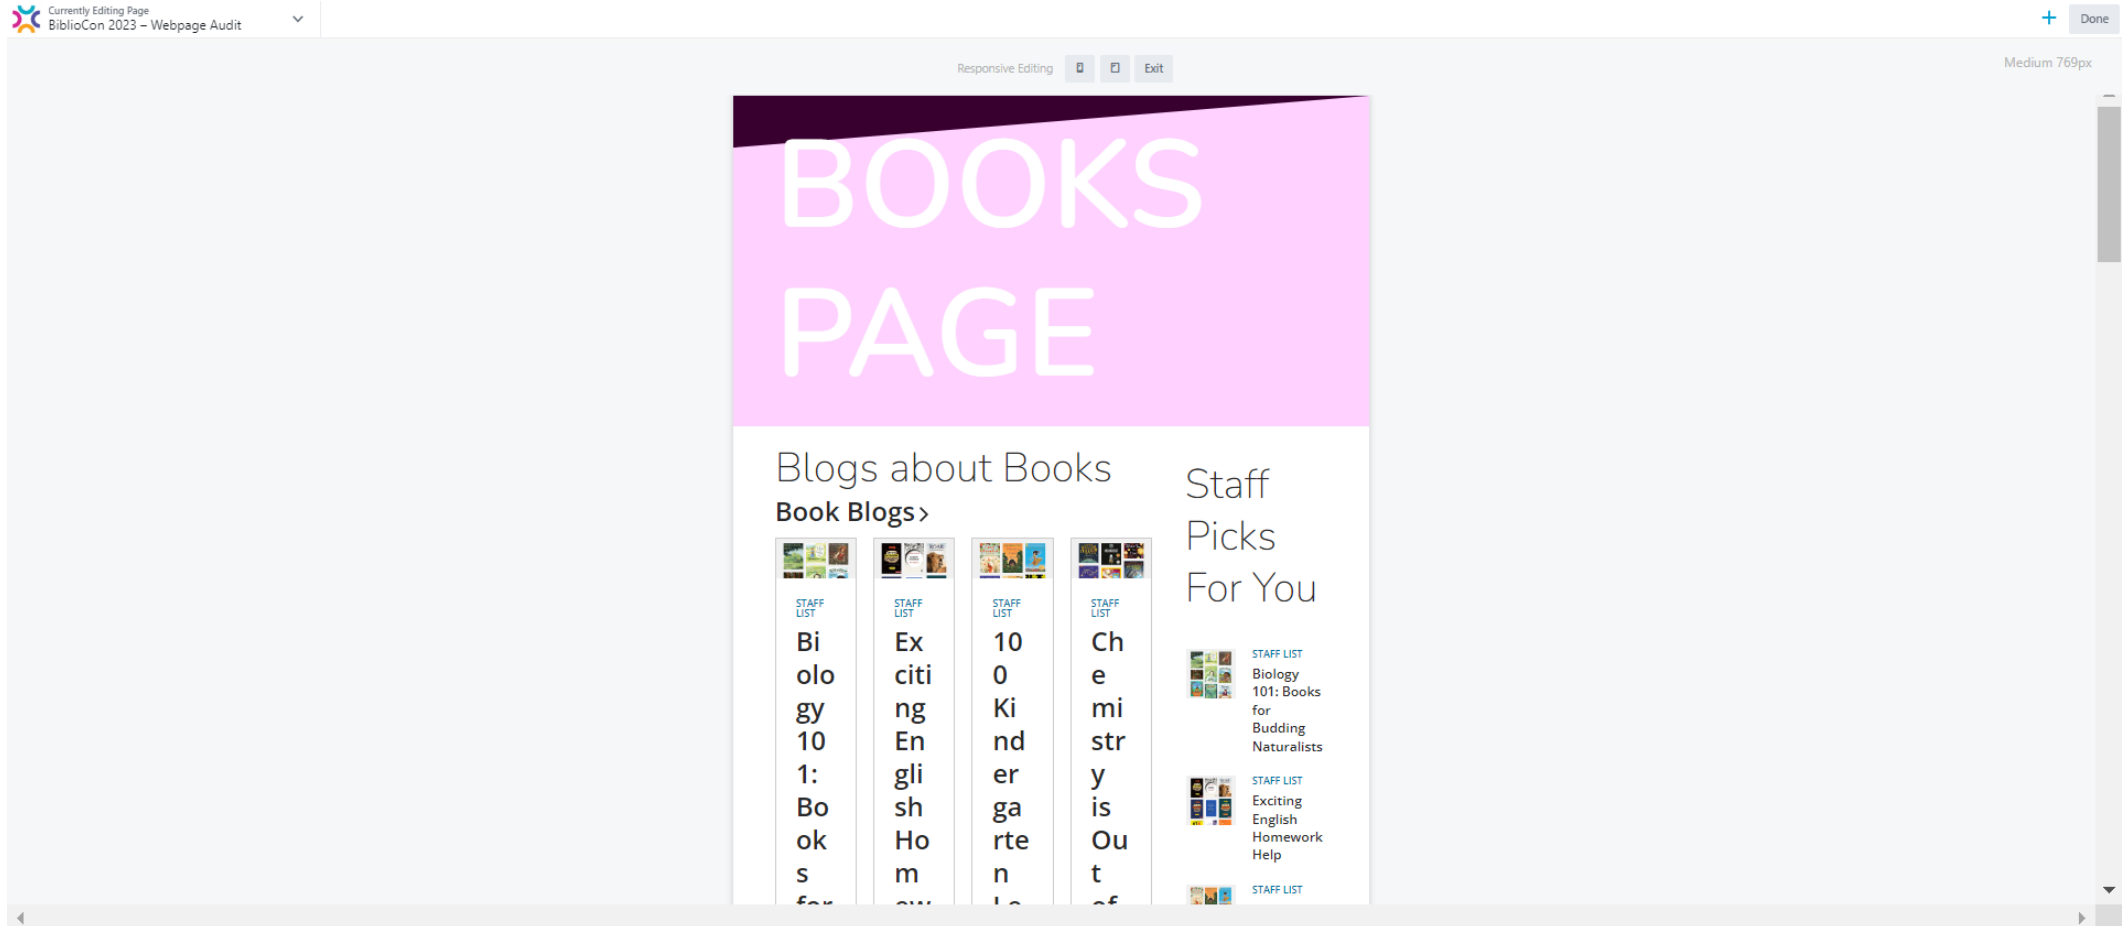 Currently Editing Page
BiblioCon 2023 – Webpage Audit
Done
Responsive Editing
Exit
Medium 769px
BOOKS
PAGE
Blogs about Books
Book Blogs
STAFF
LIST
Bi
olo
gy
10
1:
Bo
ok
s
for
STAFF
LIST
Ex
citi
ng
En
gli
sh
Ho
m
ew
STAFF
LIST
10
0
Ki
nd
er
ga
rte
n
STAFF
LIST
Ch
e
mi
str
y
is
Ou
t
of
Staff
Picks
For You
STAFF LIST
Biology
101: Books
for
Budding
Naturalists
STAFF LIST
Exciting
English
Homework
Help
STAFF LIST